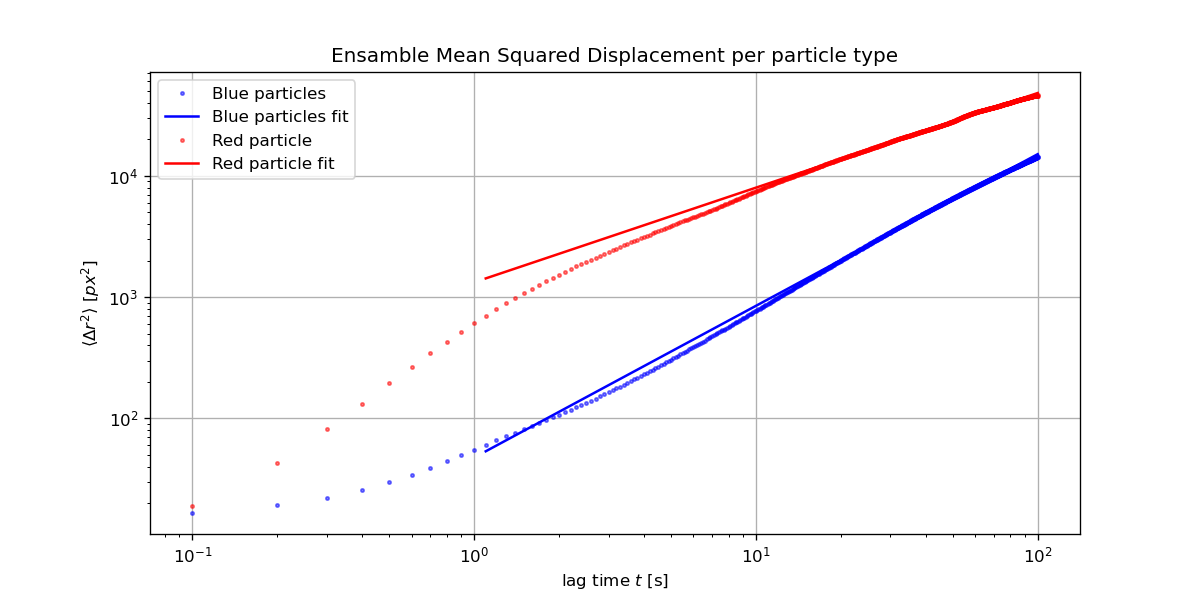 Ensamble Mean Squared Displacement per particle type
Blue particles
Blue particles fit
Red particle
Red particle fit
⟨Δr²⟩ [px²]
10⁴
10³
10²
10⁻¹
10⁰
10¹
10²
lag time t [s]